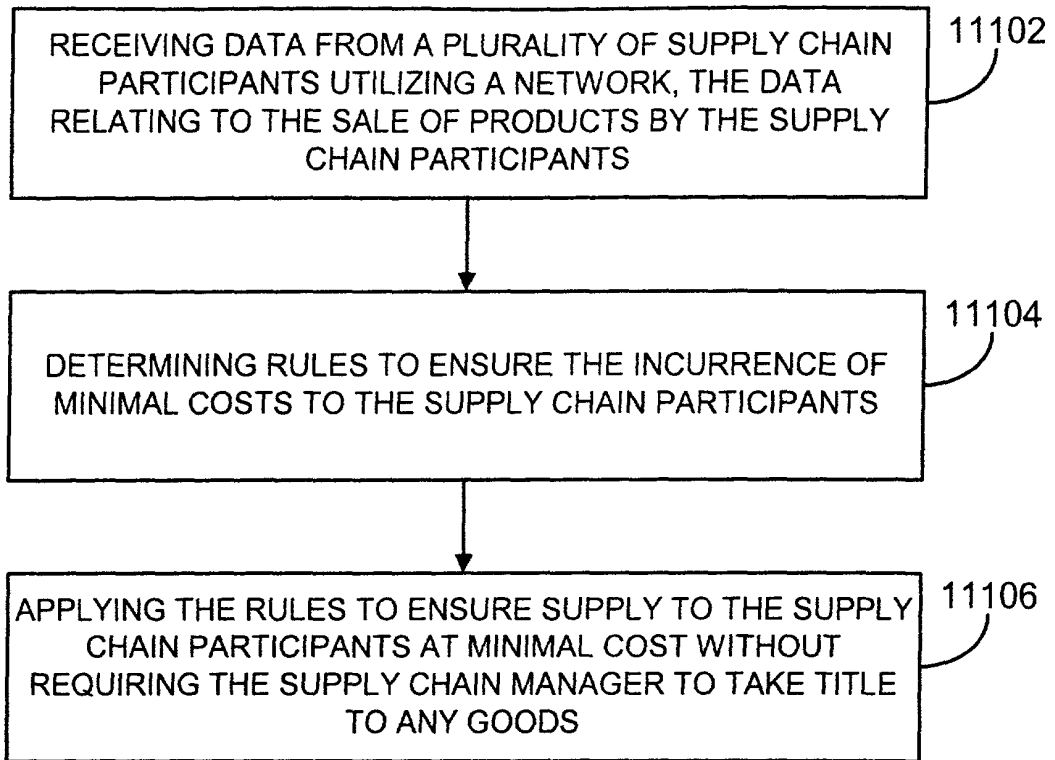 RECEIVING DATA FROM A PLURALITY OF SUPPLY CHAIN
PARTICIPANTS UTILIZING A NETWORK, THE DATA
RELATING TO THE SALE OF PRODUCTS BY THE SUPPLY
CHAIN PARTICIPANTS
11102
DETERMINING RULES TO ENSURE THE INCURRENCE OF
MINIMAL COSTS TO THE SUPPLY CHAIN PARTICIPANTS
11104
APPLYING THE RULES TO ENSURE SUPPLY TO THE SUPPLY
CHAIN PARTICIPANTS AT MINIMAL COST WITHOUT
REQUIRING THE SUPPLY CHAIN MANAGER TO TAKE TITLE
TO ANY GOODS
11106